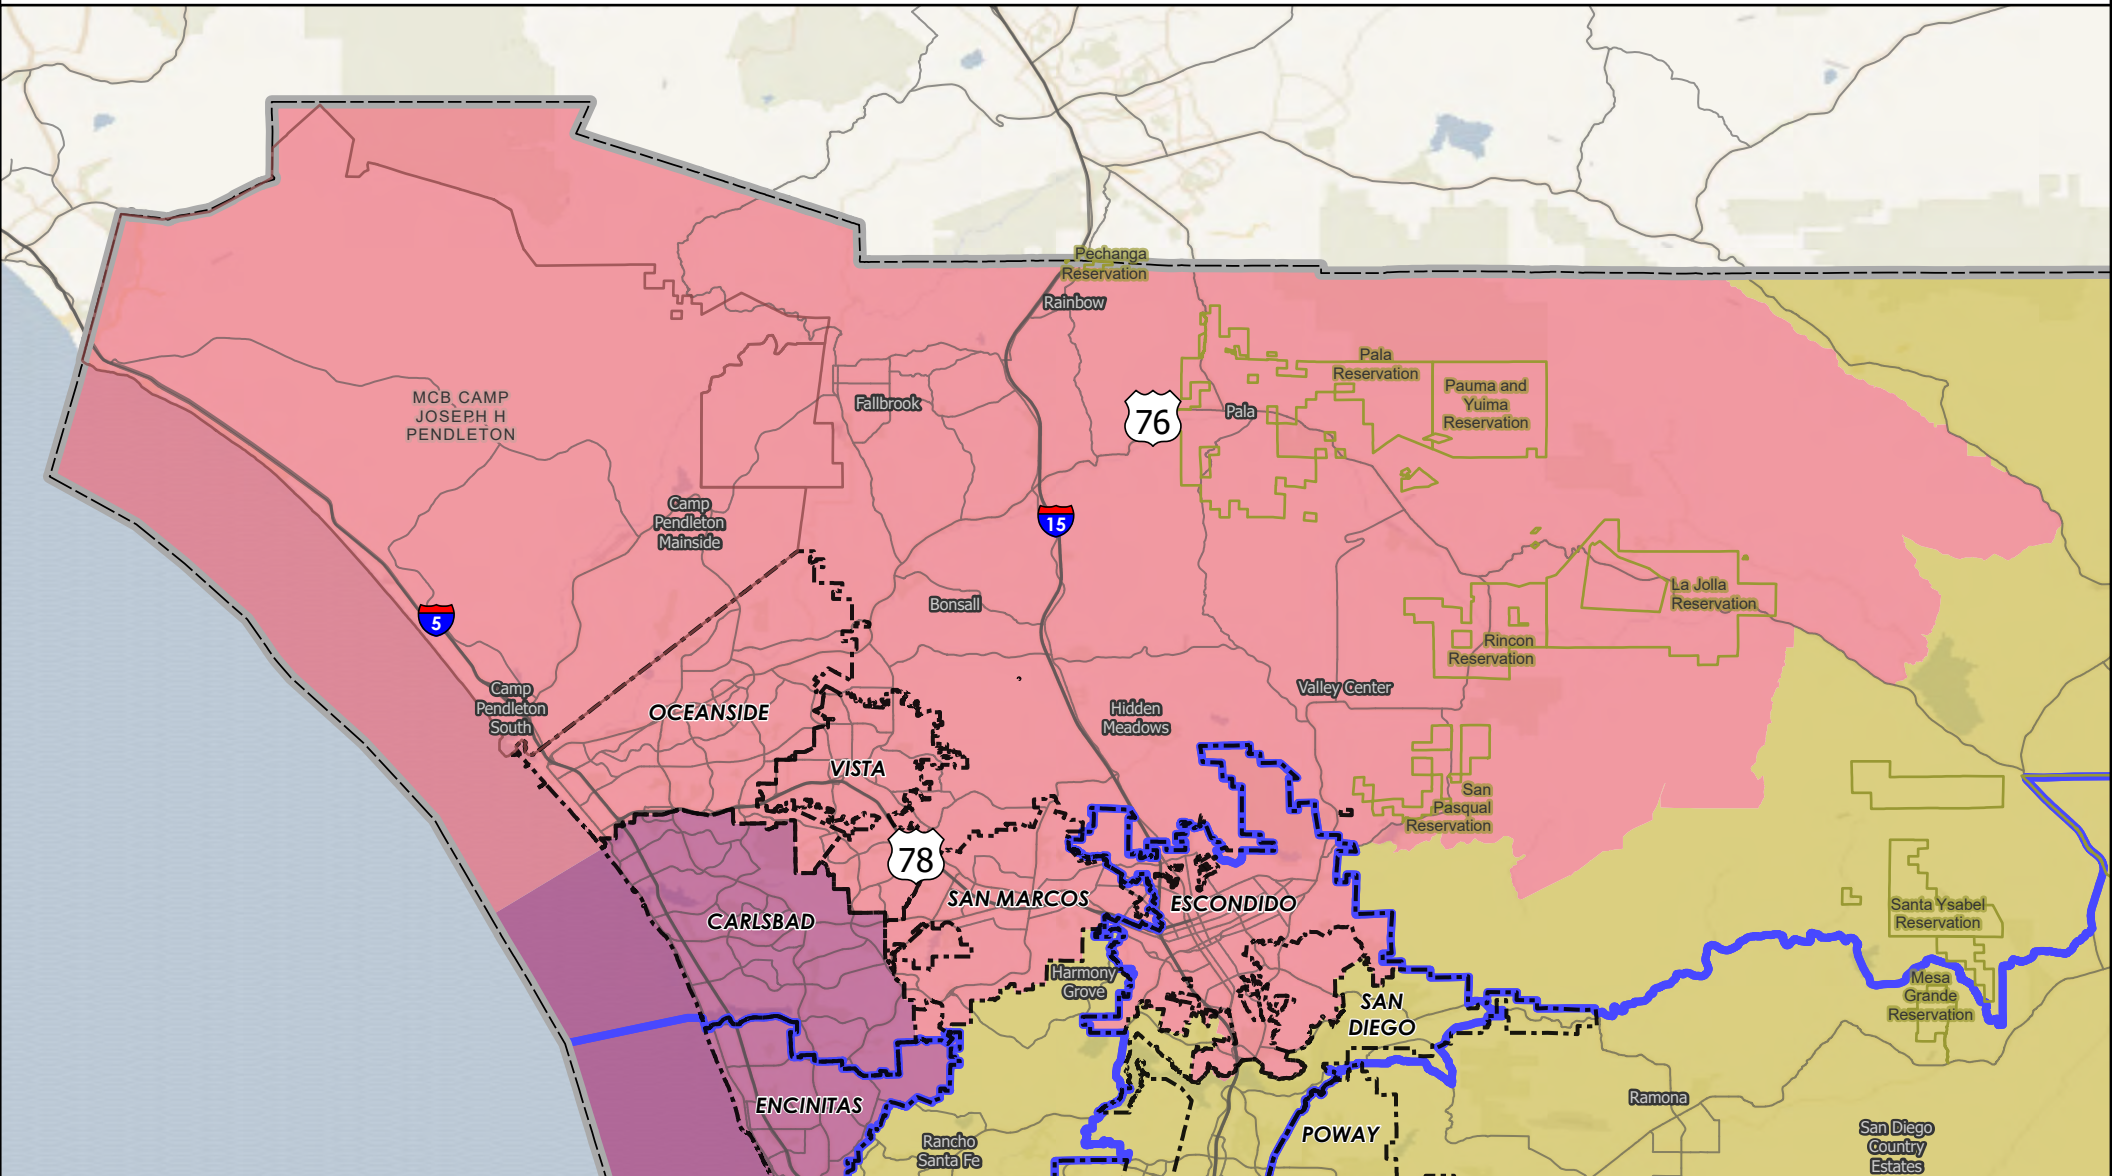 Pechanga
Reservation
Rainbow
Pala
Reservation
Pauma and
Yuima
Reservation
MCB CAMP
JOSEPH H
PENDLETON
Fallbrook
76
Pala
Camp
Pendleton
Mainside
15
La Jolla
Reservation
Bonsall
5
Rincon
Reservation
Camp
Pendleton
South
Valley Center
OCEANSIDE
Hidden
Meadows
VISTA
San
Pasqual
Reservation
78
SAN MARCOS
ESCONDIDO
CARLSBAD
Santa Ysabel
Reservation
Harmony
Grove
Mesa
Grande
Reservation
SAN
DIEGO
ENCINITAS
Ramona
POWAY
Rancho
Santa Fe
San Diego
Country
Estates